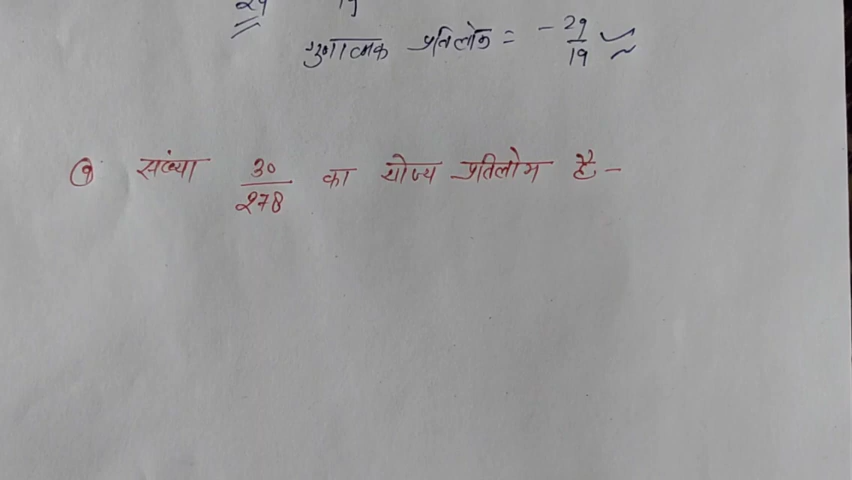 गुणात्मक प्रतिलोम = - 29/19
Q संख्या 30/278 का योज्य प्रतिलोम है -